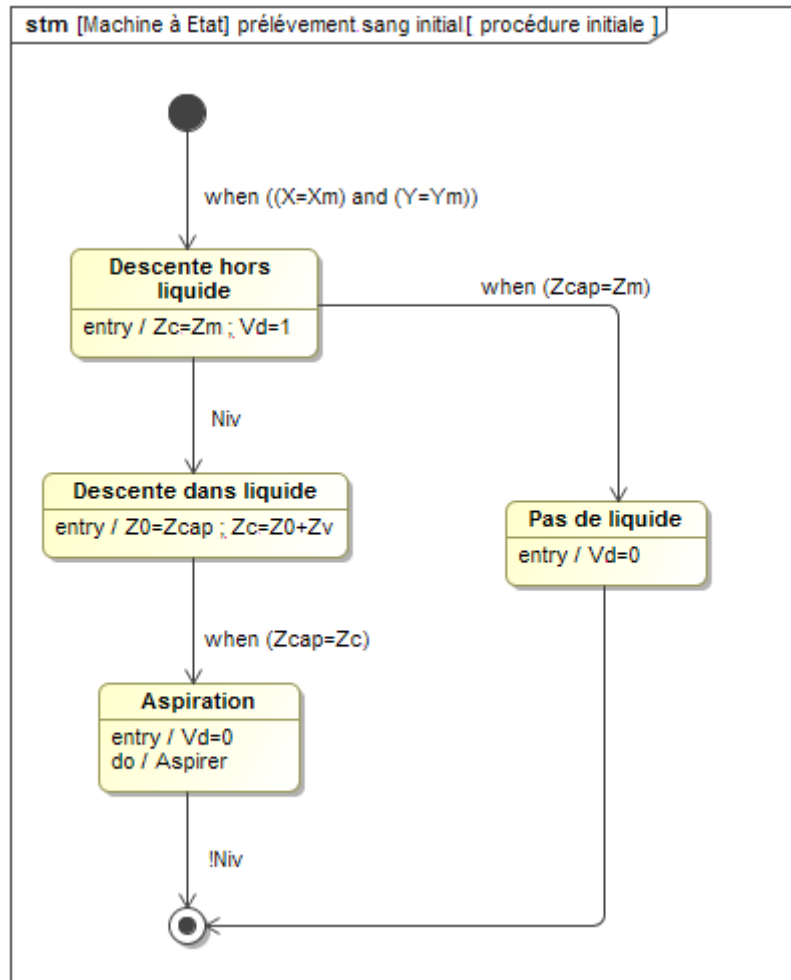 stm [Machine à Etat] prélévement.sang initial[ procédure initiale ]
when ((X=Xm) and (Y=Ym))
Descente hors
liquide
entry / Zc=Zm ; Vd=1
when (Zcap=Zm)
Niv
Descente dans liquide
entry / Z0=Zcap ; Zc=Z0+Zv
Pas de liquide
entry / Vd=0
when (Zcap=Zc)
Aspiration
entry / Vd=0
do / Aspirer
!Niv